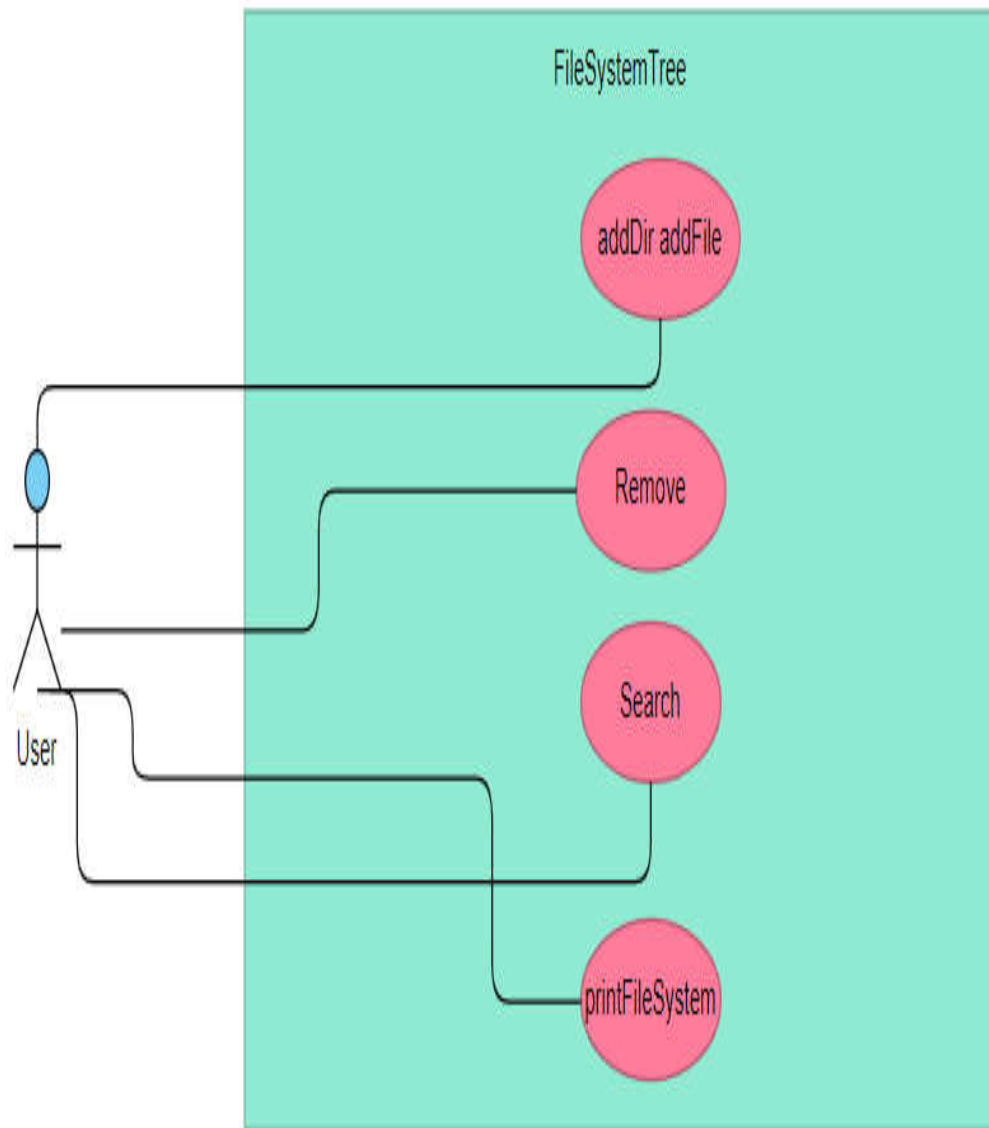 FileSystemTree
addDir addFile
Remove
Search
User
printFileSystem